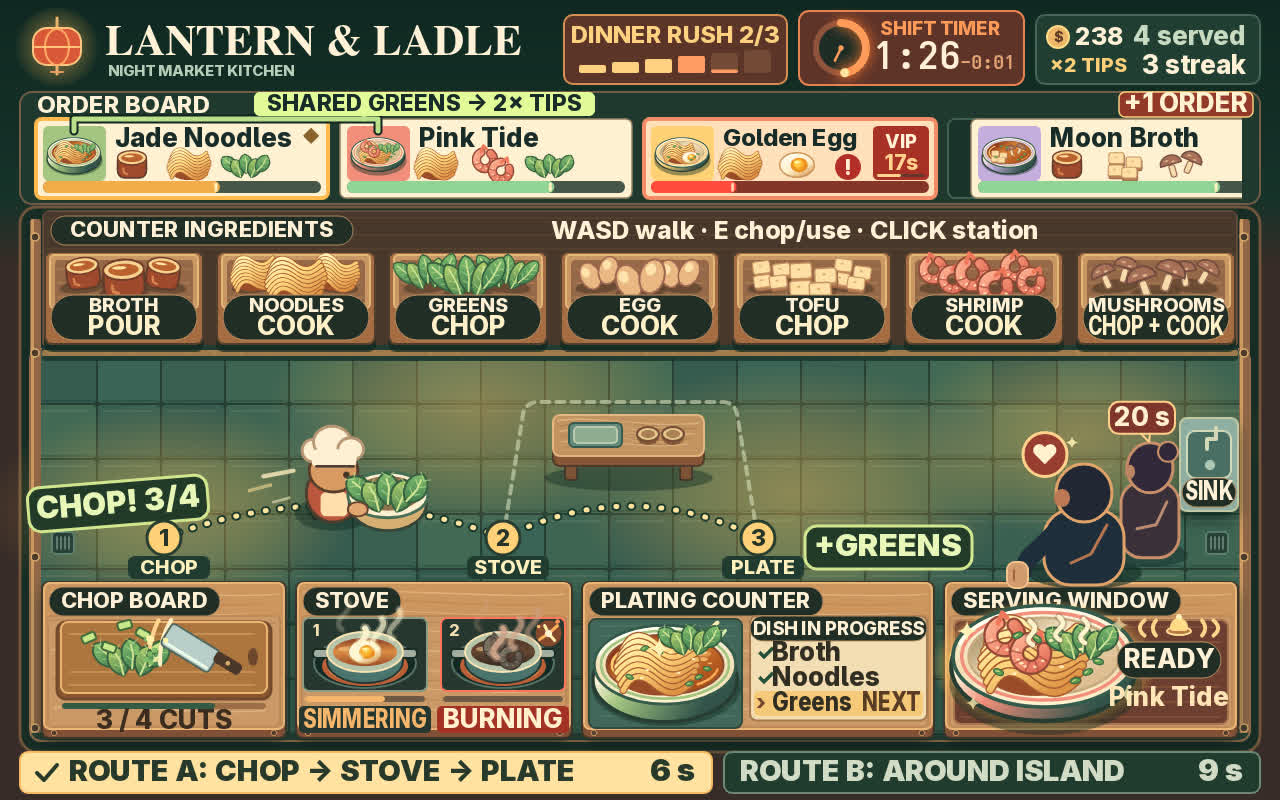 LANTERN & LADLE
NIGHT MARKET KITCHEN
DINNER RUSH 2/3
SHIFT TIMER
1:26 -0:01
$ 238 4 served
×2 TIPS 3 streak
ORDER BOARD
SHARED GREENS → 2× TIPS
+1 ORDER
Jade Noodles
Pink Tide
Golden Egg
!
VIP
17s
Moon Broth
COUNTER INGREDIENTS
WASD walk · E chop/use · CLICK station
BROTH
POUR
NOODLES
COOK
GREENS
CHOP
EGG
COOK
TOFU
CHOP
SHRIMP
COOK
MUSHROOMS
CHOP + COOK
20 s
SINK
CHOP! 3/4
1
CHOP
2
STOVE
3
PLATE
+GREENS
CHOP BOARD
3 / 4 CUTS
STOVE
1
2
SIMMERING
BURNING
PLATING COUNTER
DISH IN PROGRESS
✓Broth
✓Noodles
› Greens NEXT
SERVING WINDOW
READY
Pink Tide
✓ ROUTE A: CHOP → STOVE → PLATE 6 s
ROUTE B: AROUND ISLAND 9 s